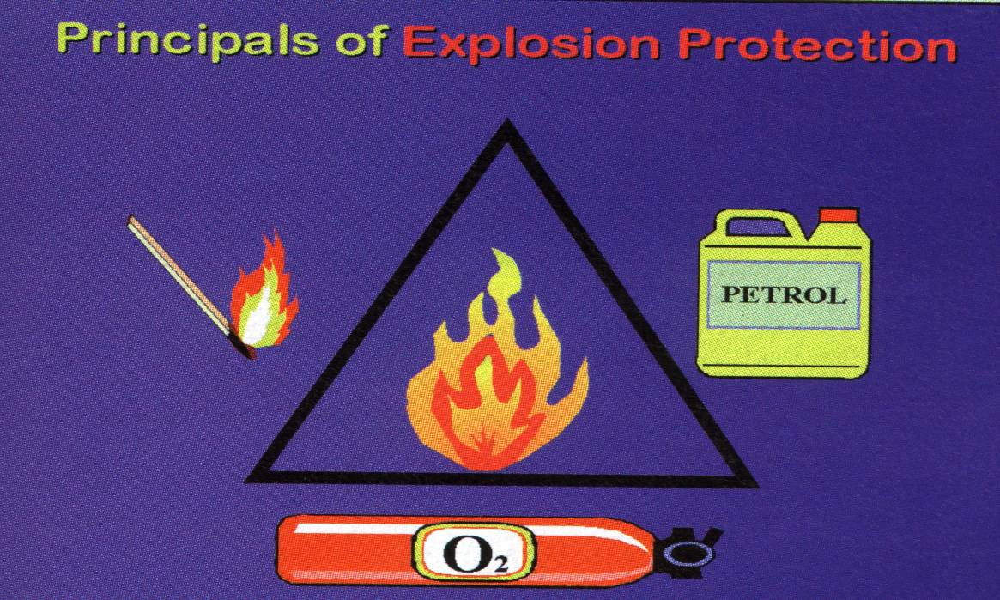 Principals of Explosion Protection
PETROL
O₂